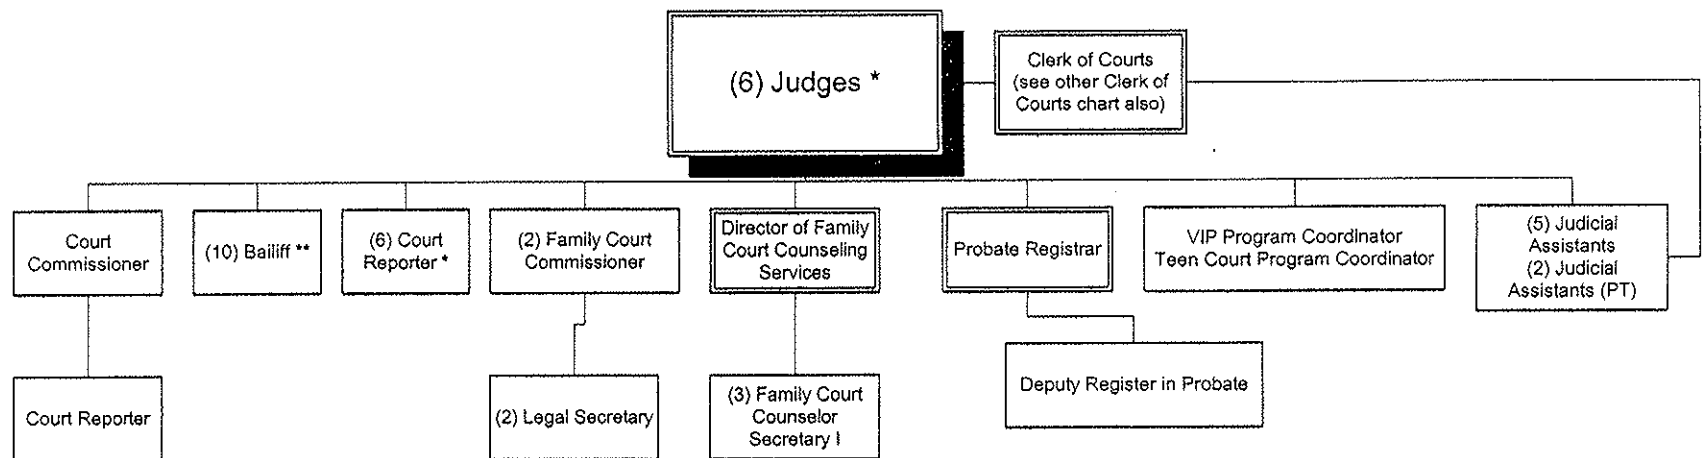 (6) Judges *
Clerk of Courts
(see other Clerk of
Courts chart also)
Court
Commissioner
(10) Bailiff **
(6) Court
Reporter *
(2) Family Court
Commissioner
Director of Family
Court Counseling
Services
Probate Registrar
VIP Program Coordinator
Teen Court Program Coordinator
(5) Judicial
Assistants
(2) Judicial
Assistants (PT)
Court Reporter
(2) Legal Secretary
(3) Family Court
Counselor
Secretary I
Deputy Register in Probate